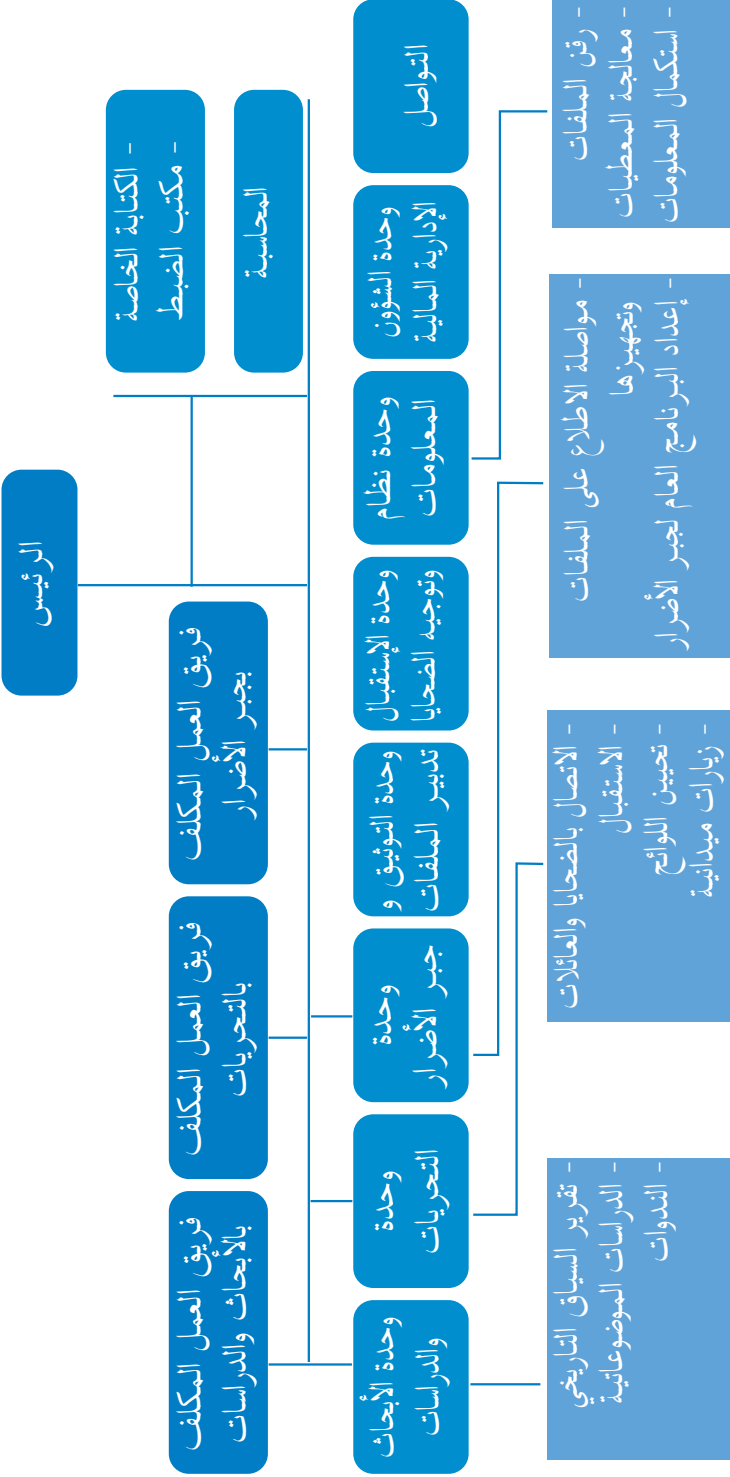 الرئيس
- الكتابة الخاصة
- مكتب الضبط
المحاسبة
فريق العمل المكلف
بجبر الأضرار
فريق العمل المكلف
بالتحريات
فريق العمل المكلف
بالابحاث والدراسات
التواصل
وحدة الشؤون
الإدارية المالية
وحدة نظام
المعلومات
وحدة الإستقبال
وتوجيه الضحايا
وحدة التوثيق و
تدبير الملفات
وحدة
جبر الأضرار
وحدة
التحريات
وحدة الأبحاث
والدراسات
- رقن الملفات
- معالجة المعطيات
- استكمال المعلومات
- مواصلة الاطلاع على الملفات
وتجهيزها
- إعداد البرنامج العام لجبر الأضرار
- الاتصال بالضحايا والعائلات
- الاستقبال
- تحيين اللوائح
- زيارات ميدانية
- تقرير السياق التاريخي
- الدراسات الموضوعاتية
- الندوات